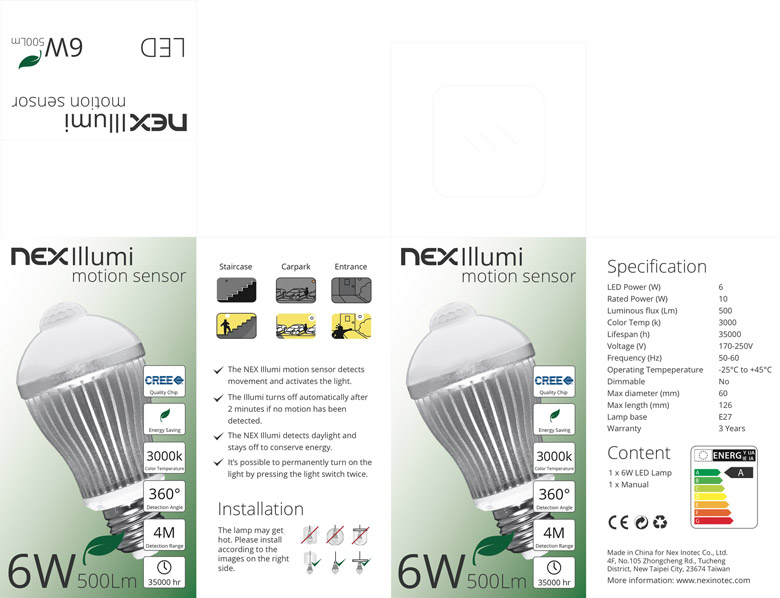 LED
6W 500Lm
NEX Illumi
motion sensor
NEX Illumi
motion sensor
CREE
Quality Chip
Energy Saving
3000k
Color Temperature
360°
Detection Angle
4M
Detection Range
35000 hr
6W 500Lm
Staircase Carpark Entrance
The NEX Illumi motion sensor detects
movement and activates the light.
The Illumi turns off automatically after
2 minutes if no motion has been
detected.
The NEX Illumi detects daylight and
stays off to conserve energy.
It's possible to permanently turn on the
light by pressing the light switch twice.
Installation
The lamp may get
hot. Please install
according to the
images on the right
side.
NEX Illumi
motion sensor
CREE
Quality Chip
Energy Saving
3000k
Color Temperature
360°
Detection Angle
4M
Detection Range
35000 hr
6W 500Lm
Specification
LED Power (W) 6
Rated Power (W) 10
Luminous flux (Lm) 500
Color Temp (k) 3000
Lifespan (h) 35000
Voltage (V) 170-250V
Frequency (Hz) 50-60
Operating Tempeperature -25°C to +45°C
Dimmable No
Max diameter (mm) 60
Max length (mm) 126
Lamp base E27
Warranty 3 Years
Content
1 x 6W LED Lamp
1 x Manual
ENERG Y UA
IE IA
A A
B
C
D
E
F
G
CE
Made in China for Nex Inotec Co., Ltd.
4F, No.105 Zhongcheng Rd., Tucheng
District, New Taipei City, 23674 Taiwan
More information: www.nexinotec.com